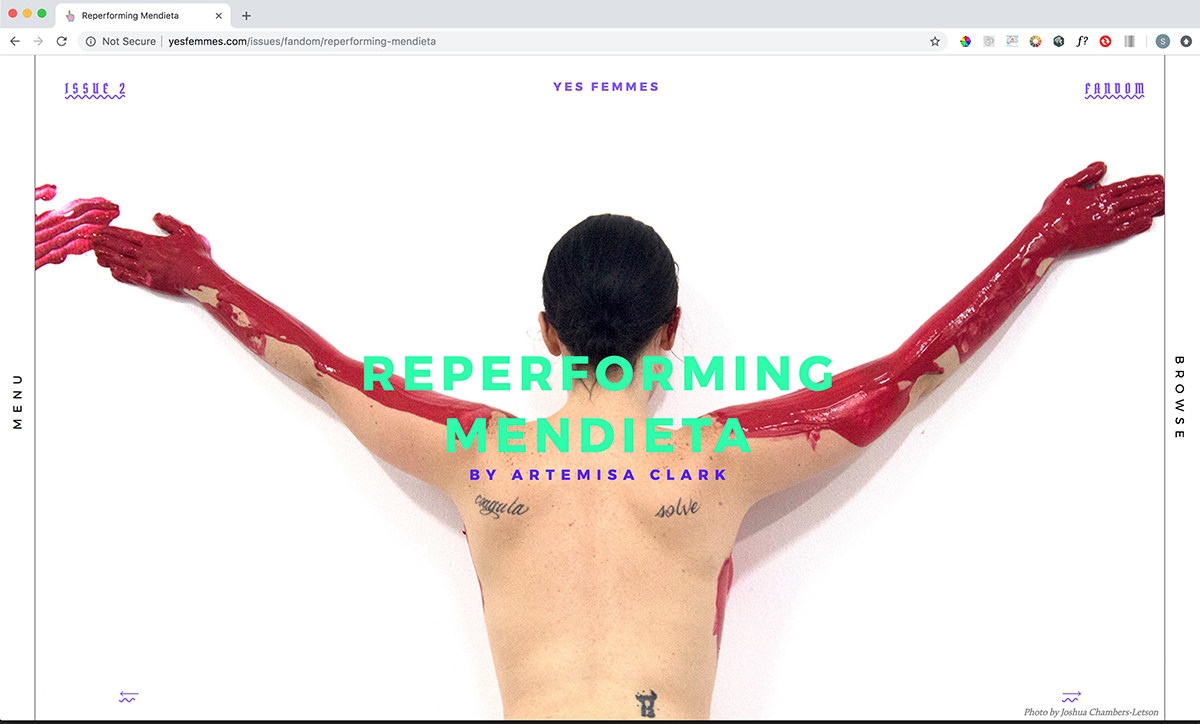 Reperforming Mendieta
Not Secure
yesfemmes.com/issues/fandom/reperforming-mendieta
f?
S
ISSUE 2
YES FEMMES
FANDOM
MENU
BROWSE
REPERFORMING
MENDIETA
BY ARTEMISA CLARK
coagula
solve
Photo by Joshua Chambers-Letson